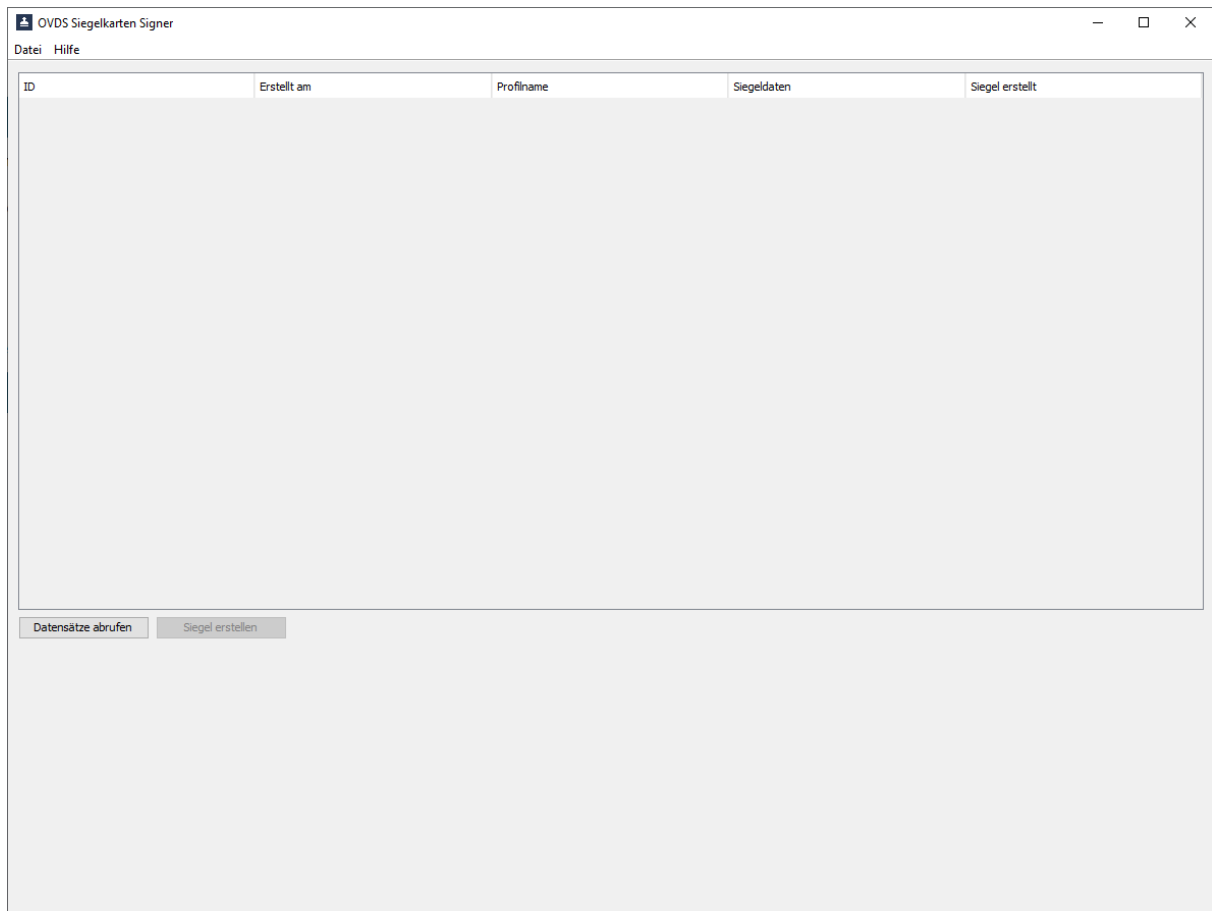 OVDS Siegelkarten Signer
Datei Hilfe
ID Erstellt am Profilname Siegeldaten Siegel erstellt
Datensätze abrufen Siegel erstellen